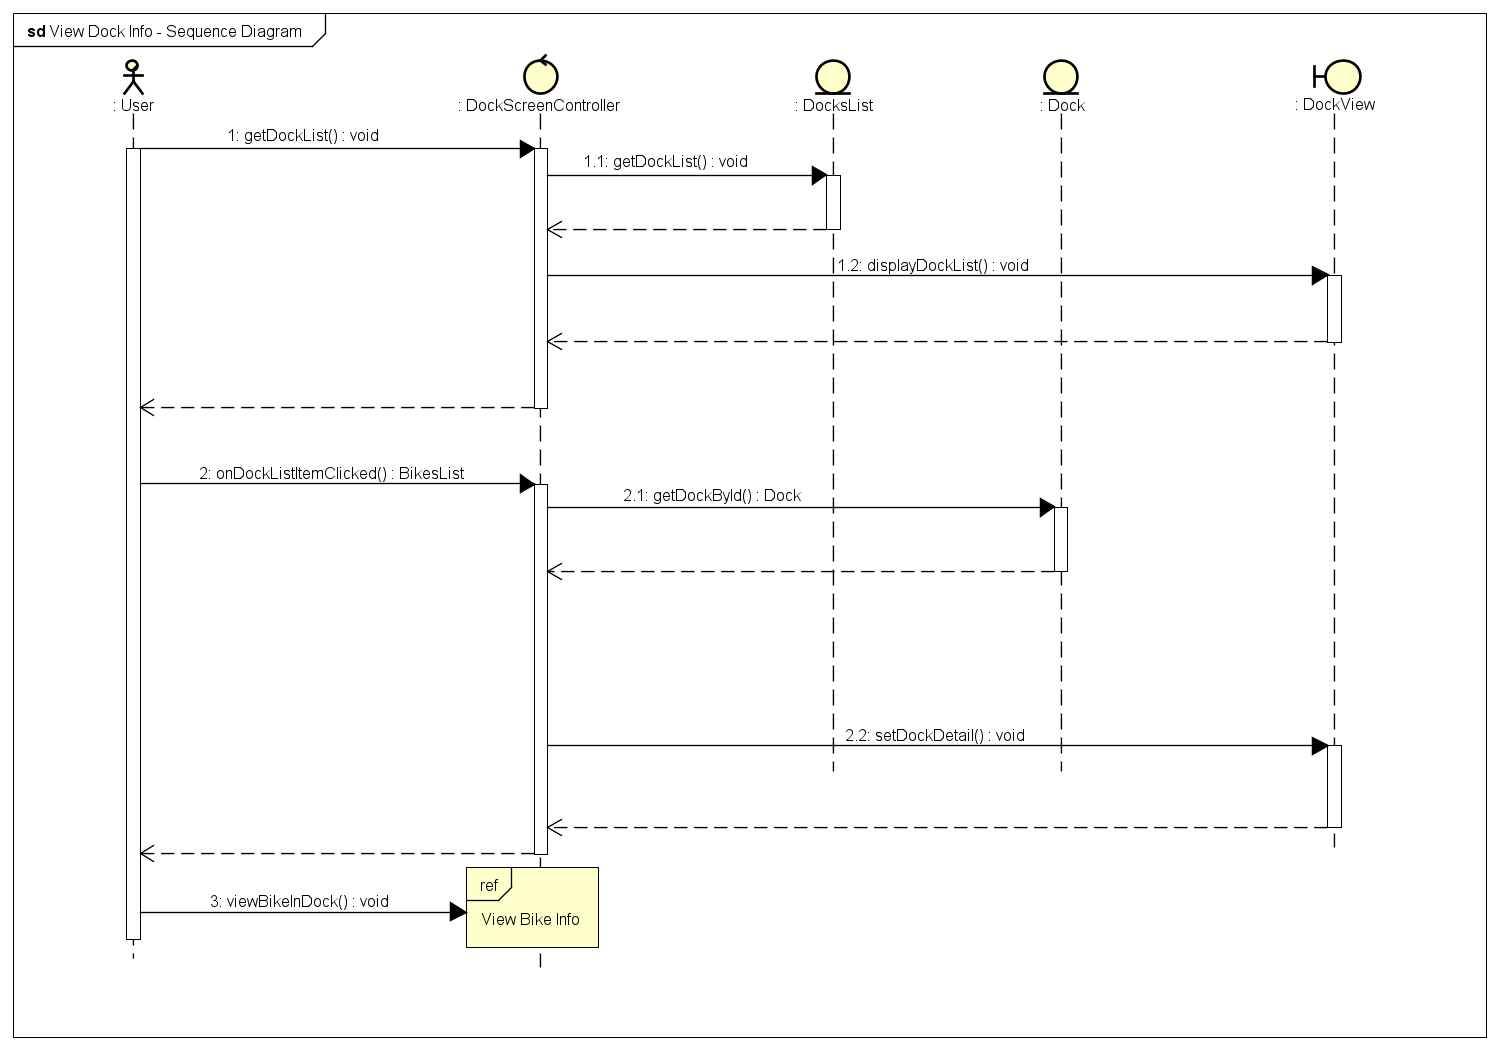 sd View Dock Info - Sequence Diagram
: User
: DockScreenController
: DocksList
: Dock
: DockView
1: getDockList() : void
1.1: getDockList() : void
1.2: displayDockList() : void
2: onDockListItemClicked() : BikesList
2.1: getDockById() : Dock
2.2: setDockDetail() : void
ref
3: viewBikeInDock() : void
View Bike Info